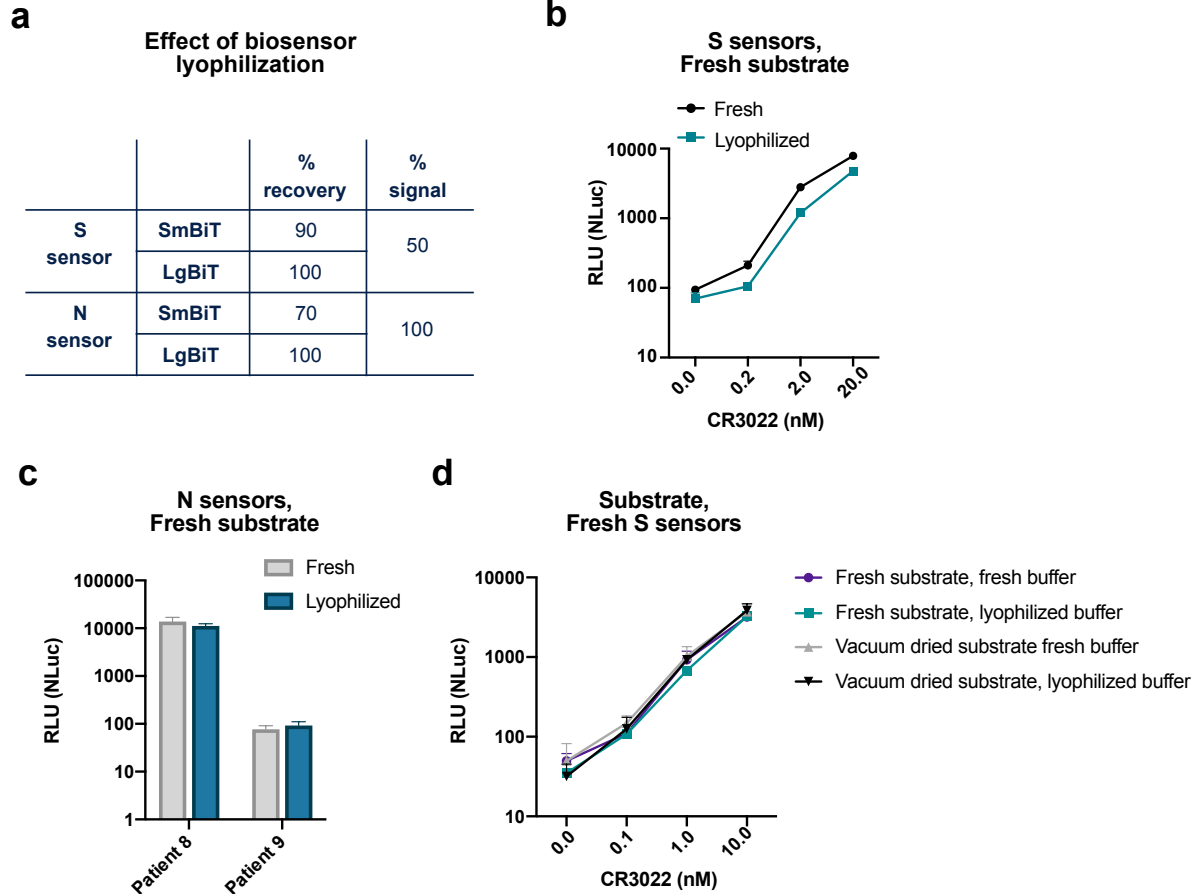 a
Effect of biosensor
lyophilization
%
recovery
%
signal
S
sensor
SmBiT
90
50
LgBiT
100
N
sensor
SmBiT
70
100
LgBiT
100
b
S sensors,
Fresh substrate
Fresh
Lyophilized
RLU (NLuc)
10000
1000
100
10
0.0
0.2
2.0
20.0
CR3022 (nM)
c
N sensors,
Fresh substrate
Fresh
Lyophilized
RLU (NLuc)
100000
10000
1000
100
10
1
Patient 8
Patient 9
d
Substrate,
Fresh S sensors
Fresh substrate, fresh buffer
Fresh substrate, lyophilized buffer
Vacuum dried substrate fresh buffer
Vacuum dried substrate, lyophilized buffer
RLU (NLuc)
10000
1000
100
10
0.0
0.1
1.0
10.0
CR3022 (nM)